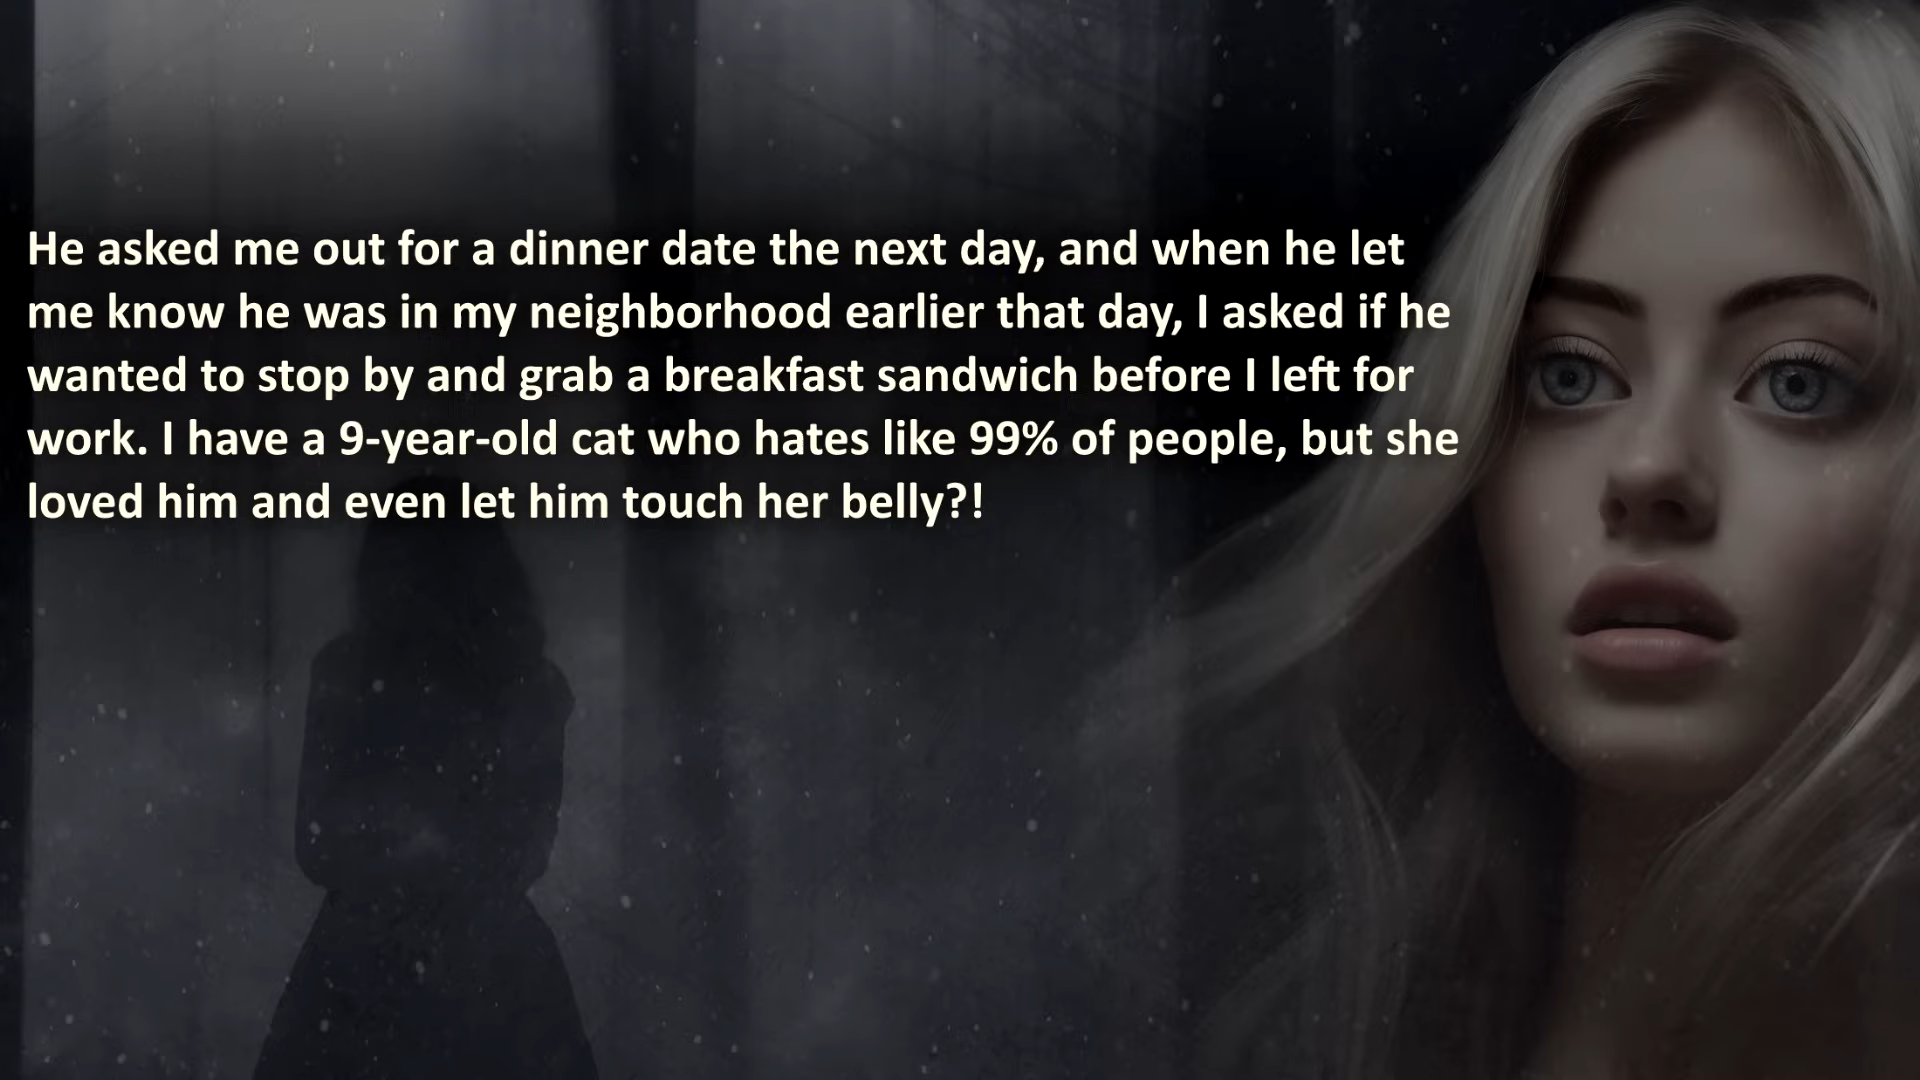 He asked me out for a dinner date the next day, and when he let
me know he was in my neighborhood earlier that day, I asked if he
wanted to stop by and grab a breakfast sandwich before I left for
work. I have a 9-year-old cat who hates like 99% of people, but she
loved him and even let him touch her belly?!